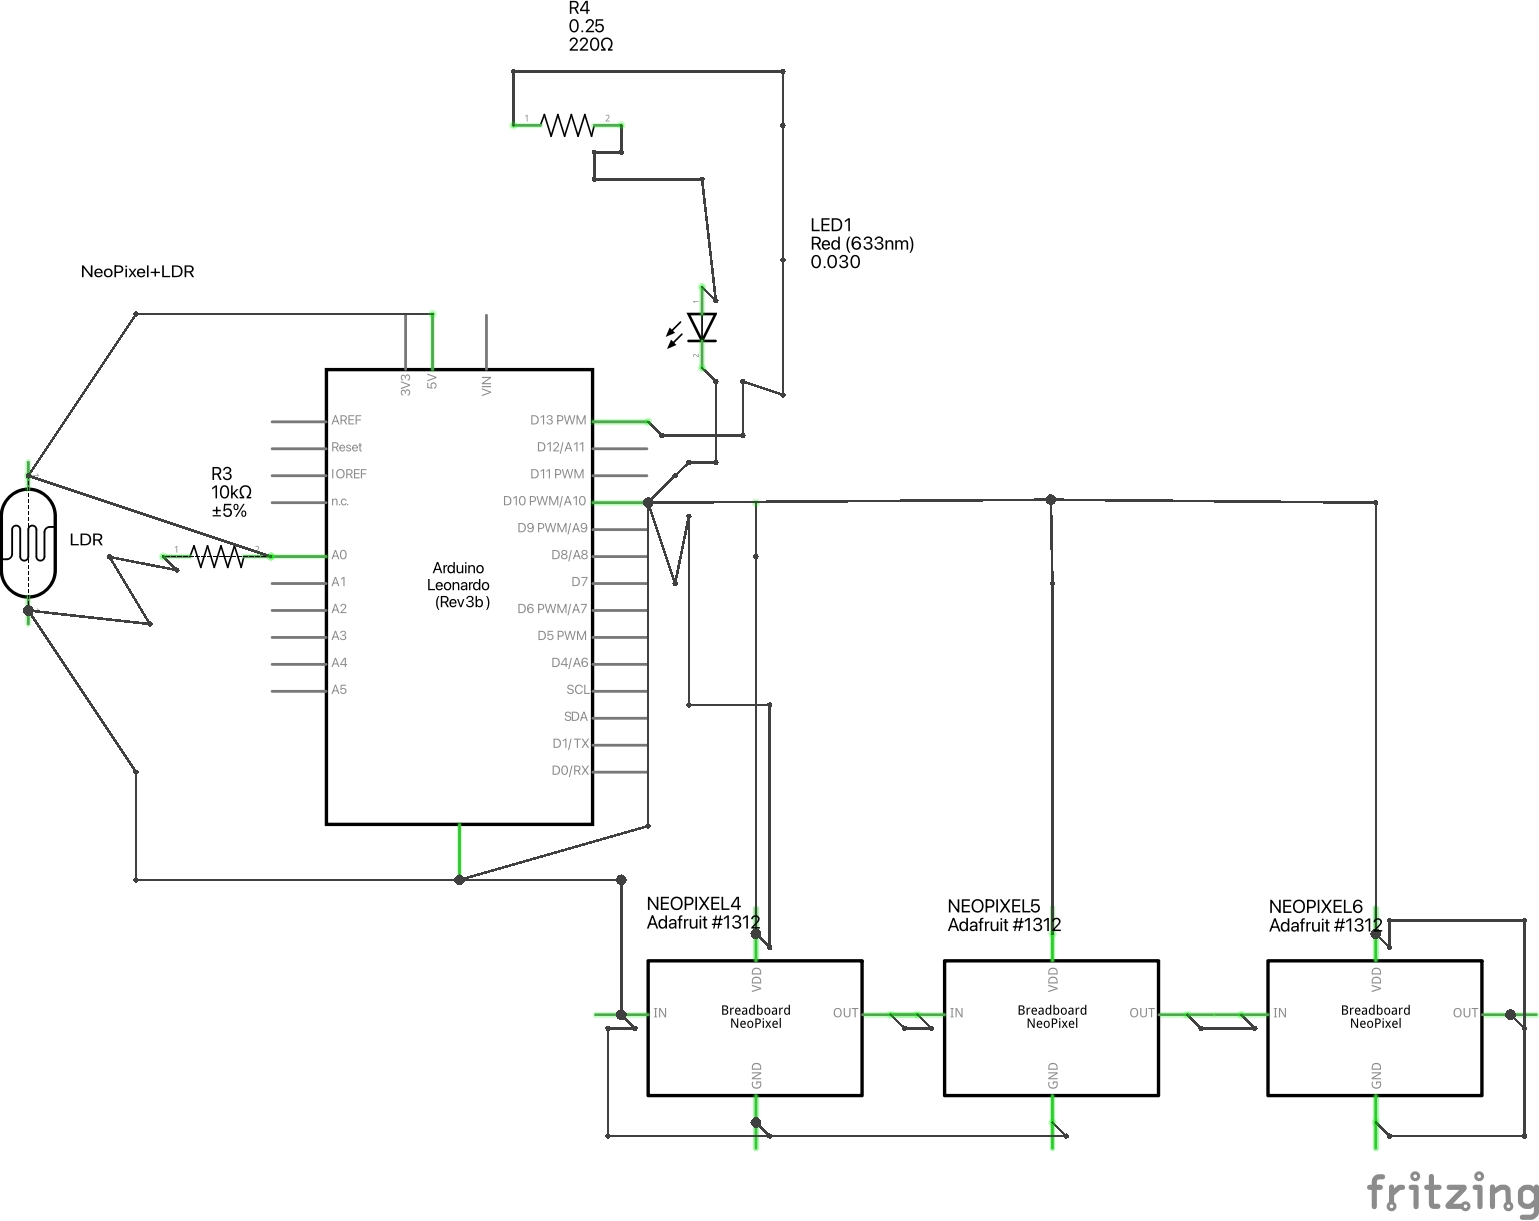 R4
0.25
220Ω
LED1
Red (633nm)
0.030
NeoPixel+LDR
1
2
1
2
3V3
5V
VIN
AREF
Reset
IOREF
n.c.
A0
A1
A2
A3
A4
A5
D13 PWM
D12/A11
D11 PWM
D10 PWM/A10
D9 PWM/A9
D8/A8
D7
D6 PWM/A7
D5 PWM
D4/A6
SCL
SDA
D1/TX
D0/RX
Arduino
Leonardo
(Rev3b)
R3
10kΩ
±5%
1
2
LDR
NEOPIXEL4
Adafruit #1312
VDD
IN
Breadboard
NeoPixel
OUT
GND
NEOPIXEL5
Adafruit #1312
VDD
IN
Breadboard
NeoPixel
OUT
GND
NEOPIXEL6
Adafruit #1312
VDD
IN
Breadboard
NeoPixel
OUT
GND
fritzing